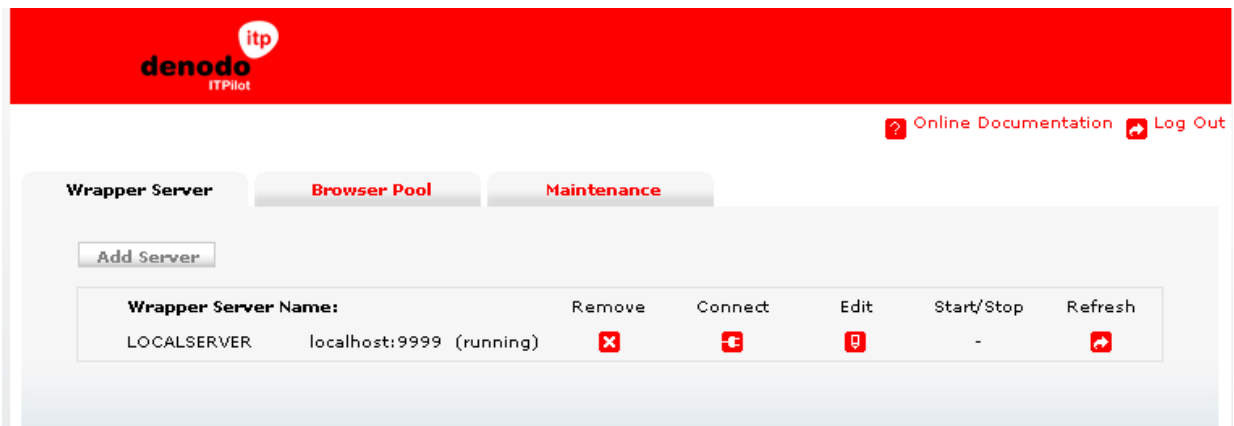 itp
denodo
ITPilot
? Online Documentation Log Out
Wrapper Server Browser Pool Maintenance
Add Server
Wrapper Server Name: Remove Connect Edit Start/Stop Refresh
LOCALSERVER localhost:9999 (running) -